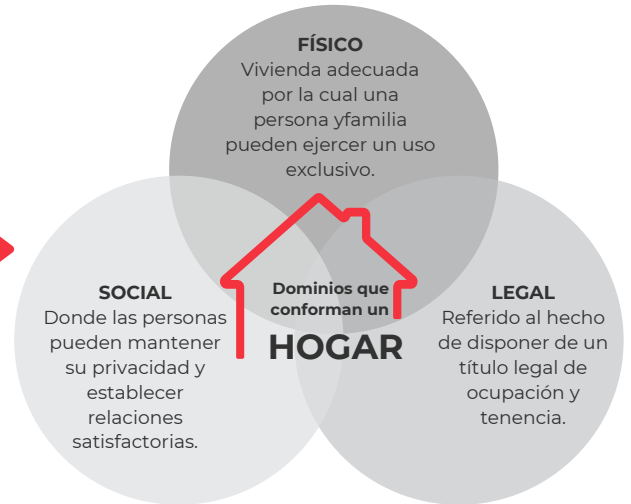 FÍSICO
Vivienda adecuada
por la cual una
persona yfamilia
pueden ejercer un uso
exclusivo.
SOCIAL
Donde las personas
pueden mantener
su privacidad y
establecer
relaciones
satisfactorias.
Dominios que
conforman un
HOGAR
LEGAL
Referido al hecho
de disponer de un
título legal de
ocupación y
tenencia.